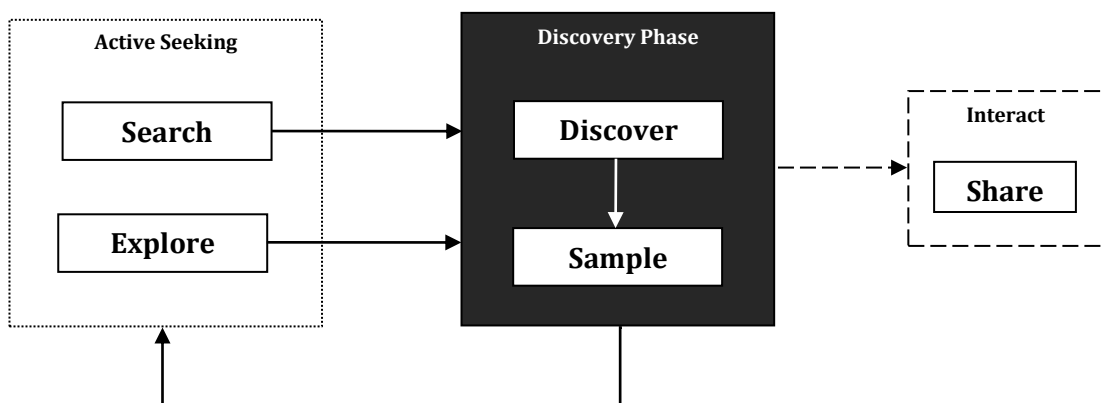 Active Seeking
Search
Explore
Discovery Phase
Discover
Sample
Interact
Share